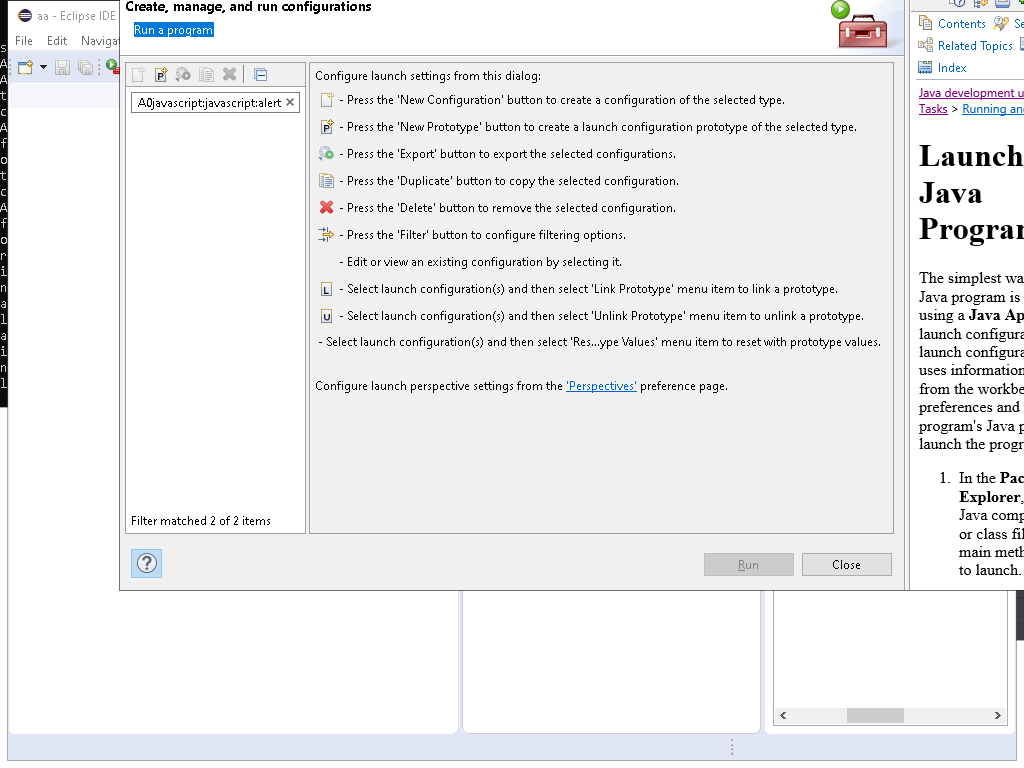 aa - Eclipse IDE
File Edit Navigat
Create, manage, and run configurations
Run a program
A0javascript:javascript:alert
Filter matched 2 of 2 items
Configure launch settings from this dialog:
- Press the 'New Configuration' button to create a configuration of the selected type.
- Press the 'New Prototype' button to create a launch configuration prototype of the selected type.
- Press the 'Export' button to export the selected configurations.
- Press the 'Duplicate' button to copy the selected configuration.
- Press the 'Delete' button to remove the selected configuration.
- Press the 'Filter' button to configure filtering options.
- Edit or view an existing configuration by selecting it.
- Select launch configuration(s) and then select 'Link Prototype' menu item to link a prototype.
- Select launch configuration(s) and then select 'Unlink Prototype' menu item to unlink a prototype.
- Select launch configuration(s) and then select 'Res...ype Values' menu item to reset with prototype values.
Configure launch perspective settings from the 'Perspectives' preference page.
Run
Close
Contents Se
Related Topics
Index
Java development u
Tasks > Running an
Launch
Java
Program
The simplest wa
Java program is
using a Java Ap
launch configura
launch configura
uses information
from the workbe
preferences and
program's Java p
launch the progr
1. In the Pac
Explorer,
Java comp
or class fil
main meth
to launch.